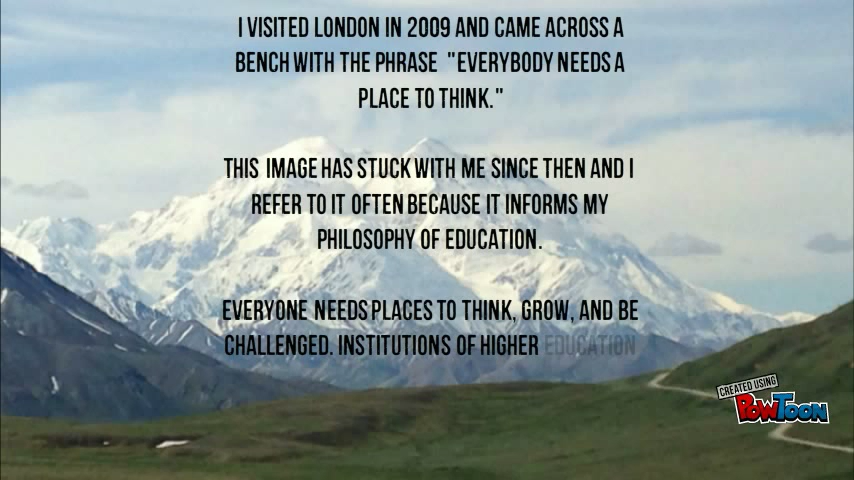 I VISITED LONDON IN 2009 AND CAME ACROSS A
BENCH WITH THE PHRASE "EVERYBODY NEEDS A
PLACE TO THINK."
THIS IMAGE HAS STUCK WITH ME SINCE THEN AND I
REFER TO IT OFTEN BECAUSE IT INFORMS MY
PHILOSOPHY OF EDUCATION.
EVERYONE NEEDS PLACES TO THINK, GROW, AND BE
CHALLENGED. INSTITUTIONS OF HIGHER EDUCATION
CREATED USING
POWTOON